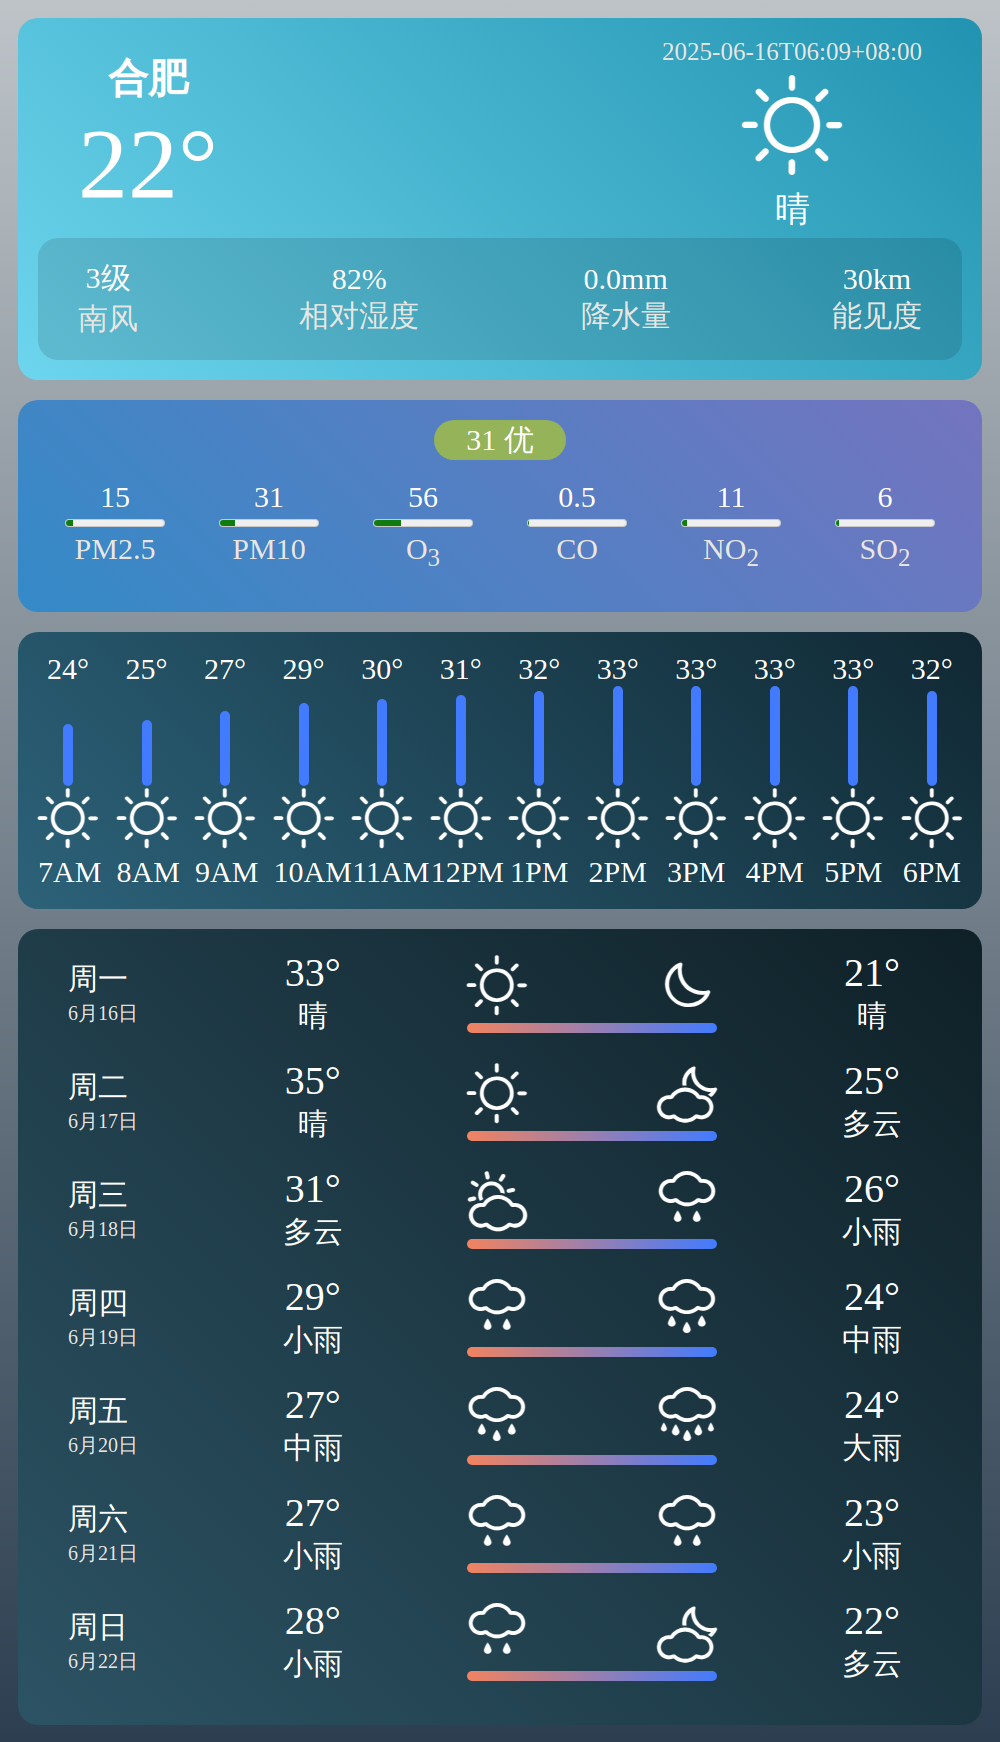 合肥
22°
2025-06-16T06:09+08:00
晴
3级 82% 0.0mm 30km
南风 相对湿度 降水量 能见度
31 优
15 31 56 0.5 11 6
PM2.5 PM10 O3 CO NO2 SO2
24° 25° 27° 29° 30° 31° 32° 33° 33° 33° 33° 32°
7AM 8AM 9AM 10AM 11AM 12PM 1PM 2PM 3PM 4PM 5PM 6PM
周一 33° 21°
6月16日 晴 晴
周二 35° 25°
6月17日 晴 多云
周三 31° 26°
6月18日 多云 小雨
周四 29° 24°
6月19日 小雨 中雨
周五 27° 24°
6月20日 中雨 大雨
周六 27° 23°
6月21日 小雨 小雨
周日 28° 22°
6月22日 小雨 多云